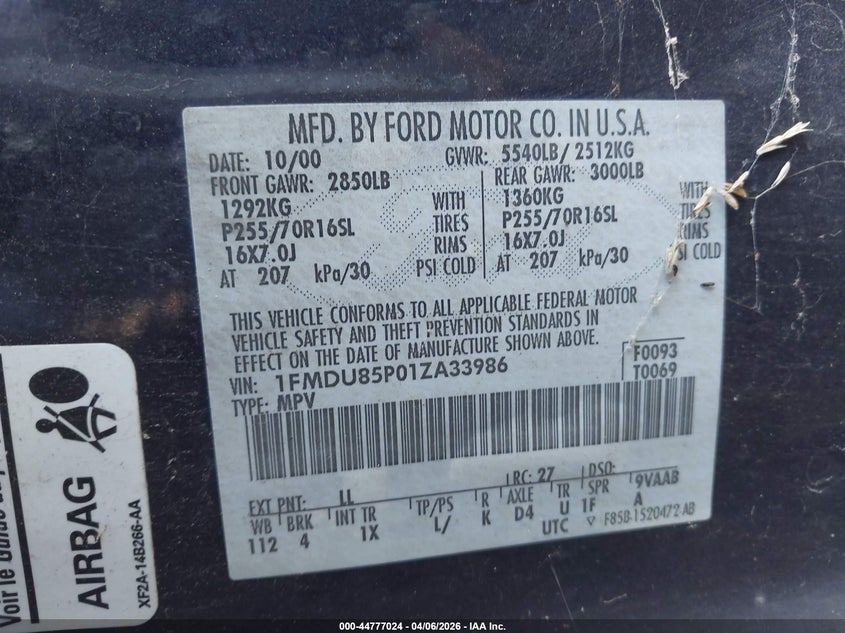 MFD. BY FORD MOTOR CO. IN U.S.A.
DATE: 10/00 GVWR: 5540LB/ 2512KG
FRONT GAWR: 2850LB REAR GAWR: 3000LB
1292KG WITH 1360KG WITH
P255/70R16SL TIRES P255/70R16SL TIRES
16X7.0J RIMS 16X7.0J RIMS
AT 207 kPa/30 PSI COLD AT 207 kPa/30 PSI COLD
THIS VEHICLE CONFORMS TO ALL APPLICABLE FEDERAL MOTOR
VEHICLE SAFETY AND THEFT PREVENTION STANDARDS IN
EFFECT ON THE DATE OF MANUFACTURE SHOWN ABOVE.
VIN: 1FMDU85P01ZA33986 F0093
TYPE: MPV T0069
EXT PNT: LL RC: 27 DSO:
WB BRK INT TR TP/PS R AXLE TR SPR 9VAAB
112 4 1X L/ K D4 U 1F A
UTC ▽ F85B-1520472-AB
AIRBAG
XF2A-14B266-AA
Voir le
000-44777024 - 04/06/2026 - IAA Inc.